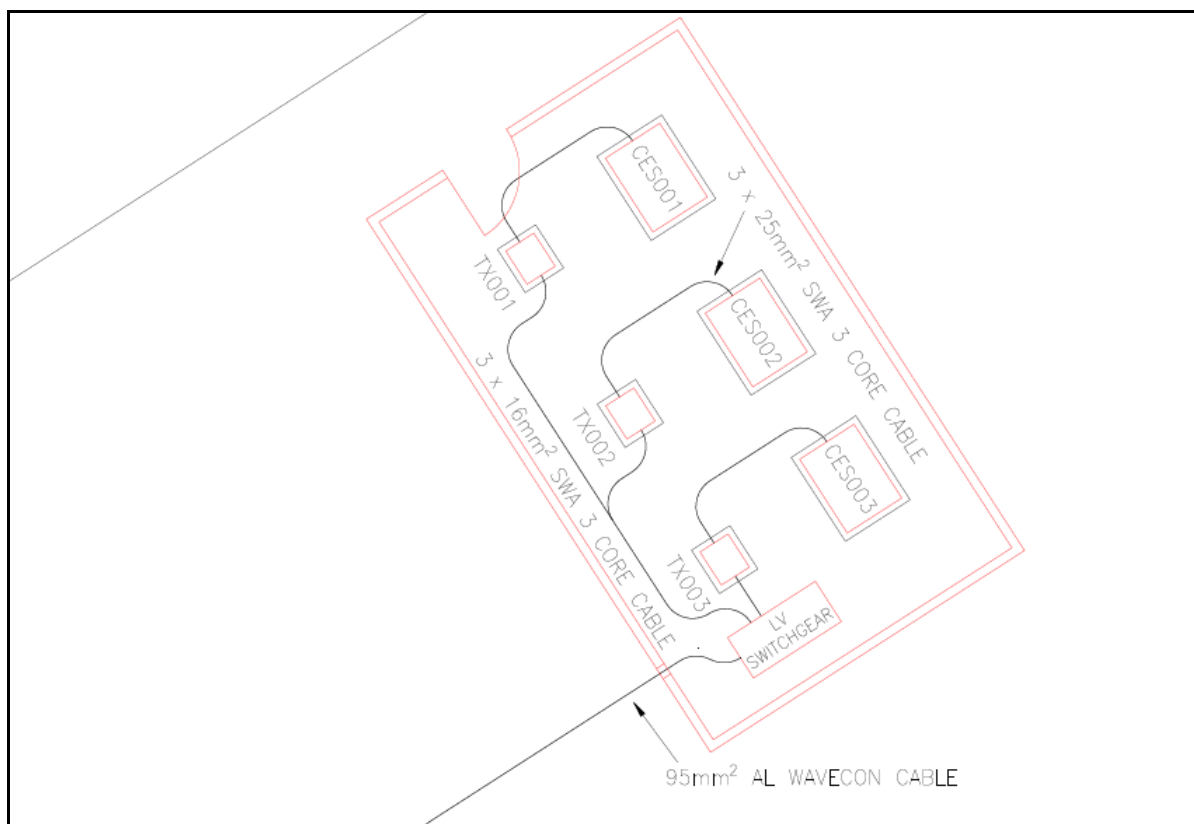 CES001
TX001
3 x 25mm² SWA 3 CORE CABLE
CES002
TX002
3 x 16mm² SWA 3 CORE CABLE
CES003
TX003
LV
SWITCHGEAR
95mm² AL WAVECON CABLE